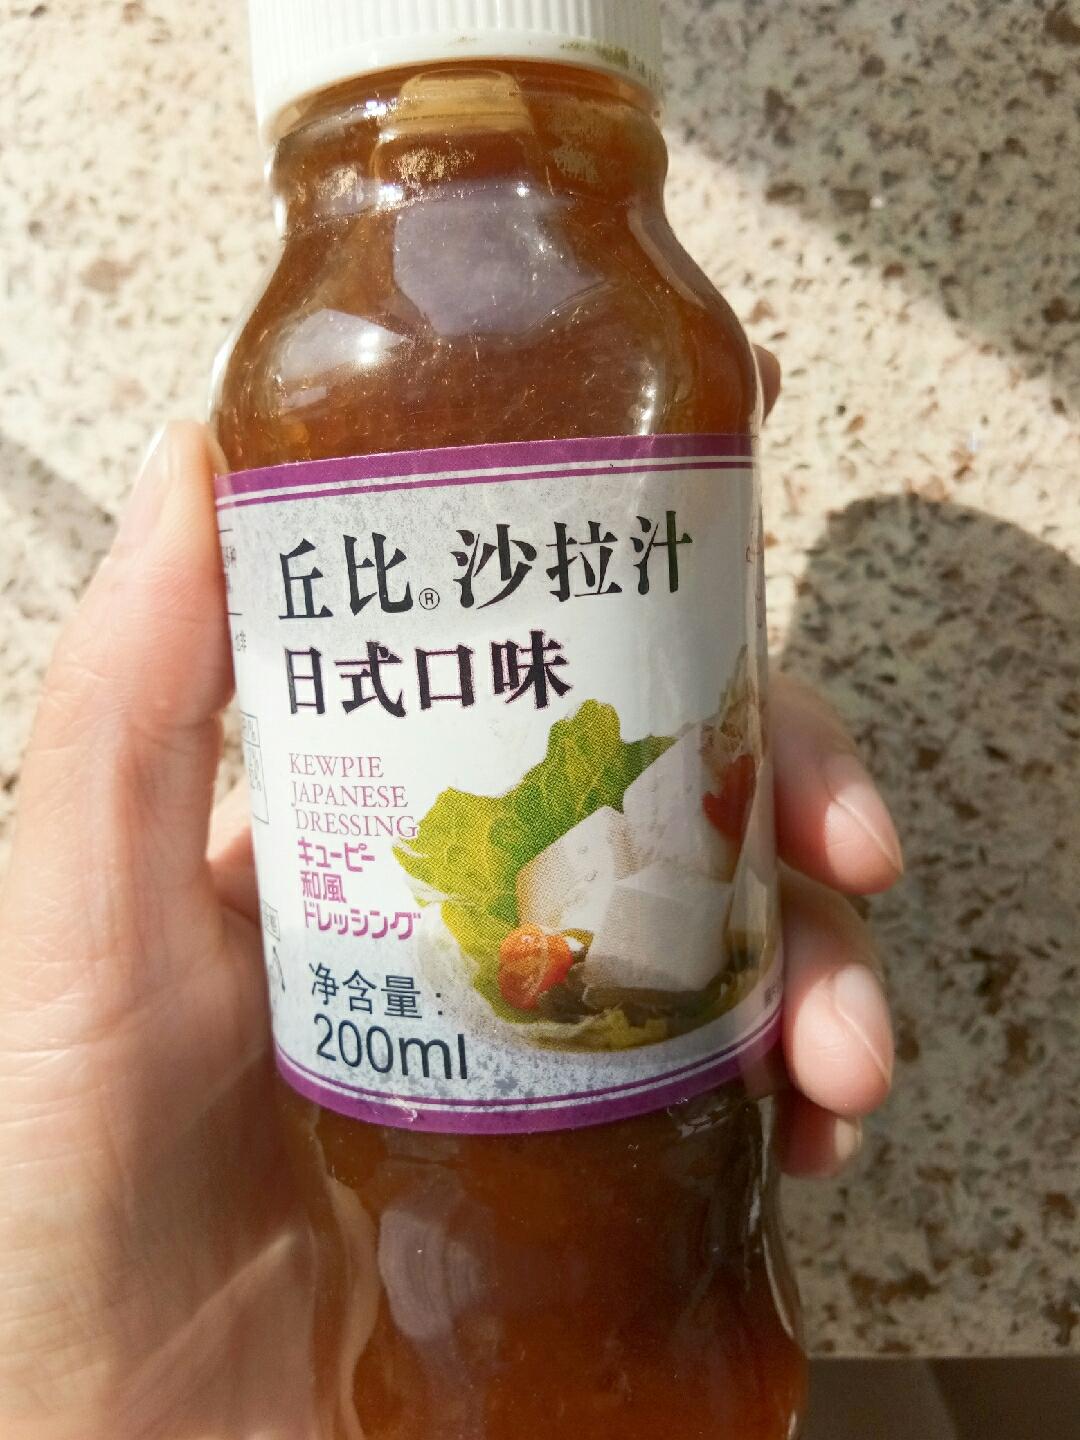 丘比®沙拉汁
日式口味
KEWPIE
JAPANESE
DRESSING
キューピー
和風
ドレッシング
净含量：
200ml